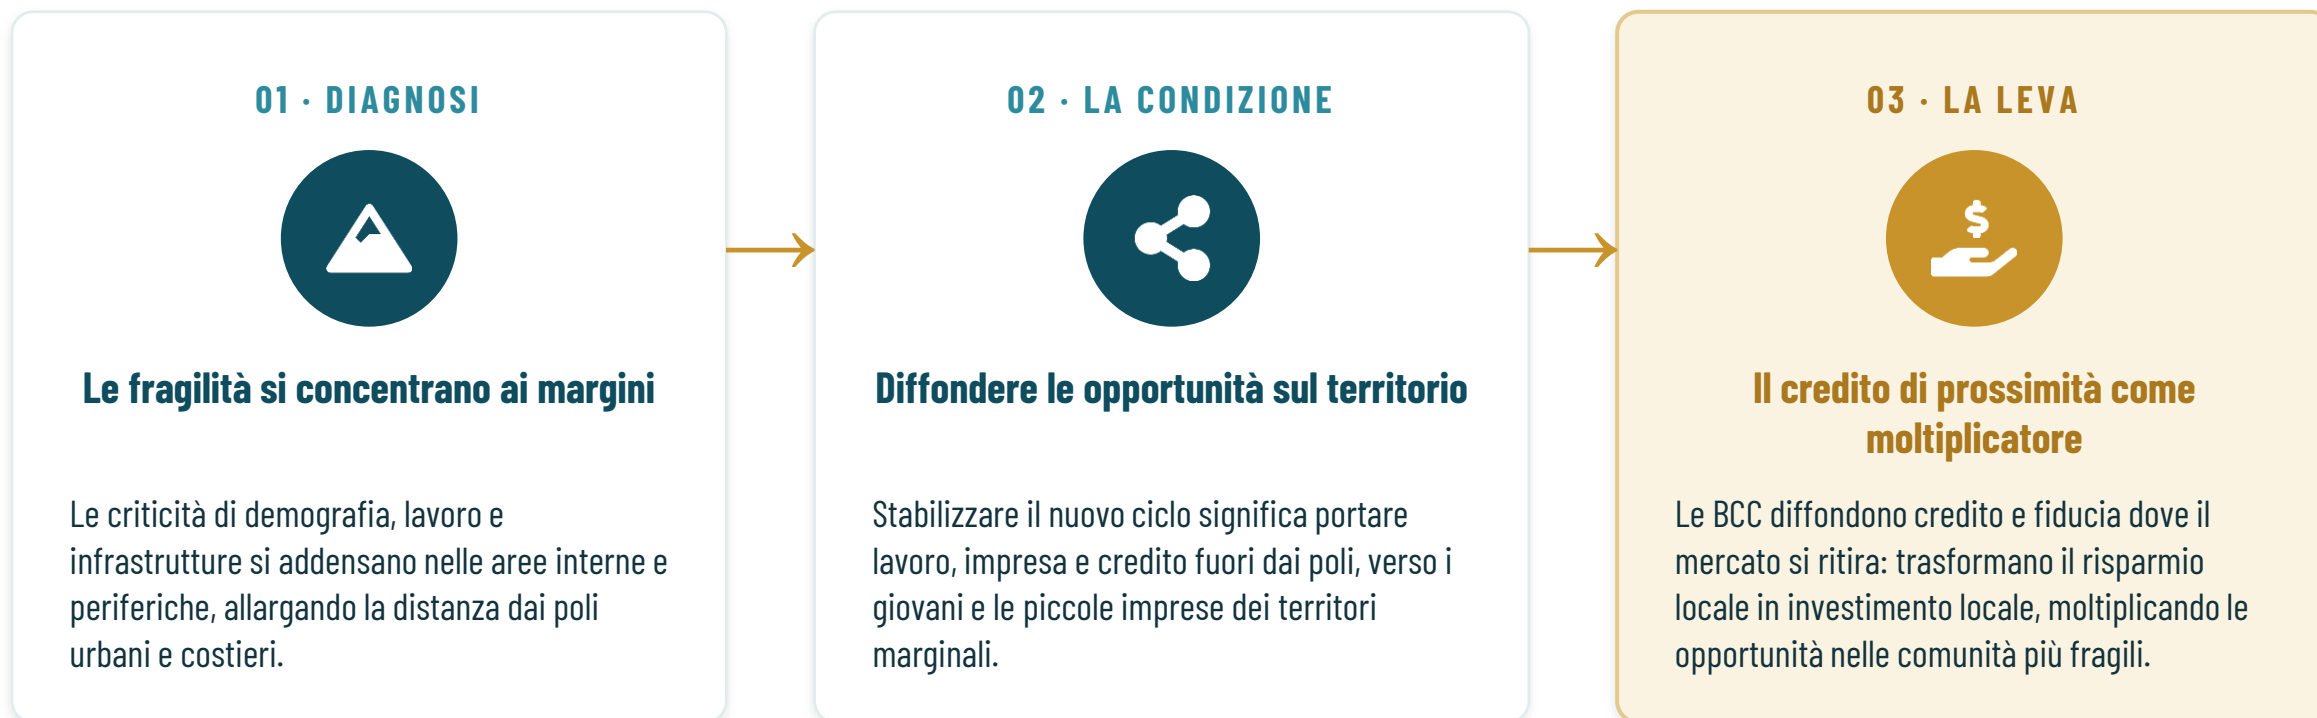 01 · DIAGNOSI
Le fragilità si concentrano ai margini
Le criticità di demografia, lavoro e
infrastrutture si addensano nelle aree interne e
periferiche, allargando la distanza dai poli
urbani e costieri.
02 · LA CONDIZIONE
Diffondere le opportunità sul territorio
Stabilizzare il nuovo ciclo significa portare
lavoro, impresa e credito fuori dai poli, verso i
giovani e le piccole imprese dei territori
marginali.
03 · LA LEVA
$
Il credito di prossimità come
moltiplicatore
Le BCC diffondono credito e fiducia dove il
mercato si ritira: trasformano il risparmio
locale in investimento locale, moltiplicando le
opportunità nelle comunità più fragili.